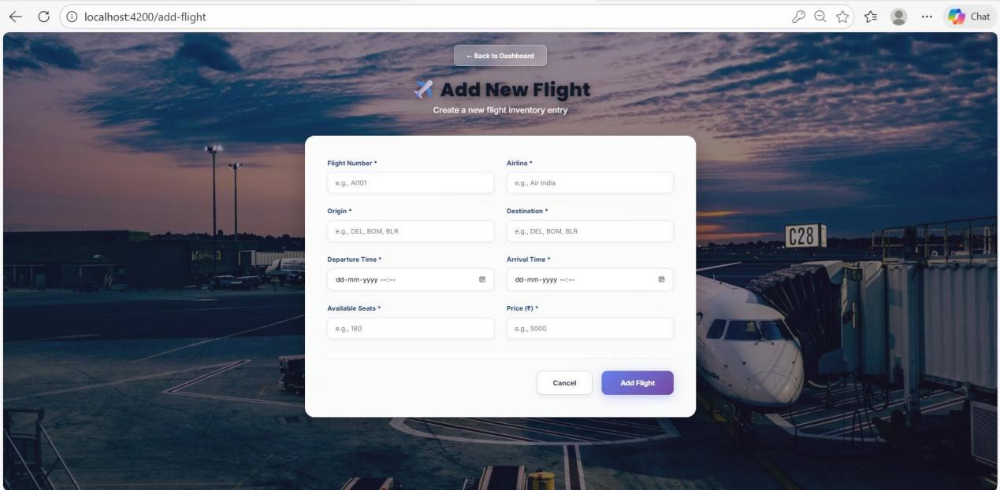 localhost:4200/add-flight
Chat
← Back to Dashboard
Add New Flight
Create a new flight inventory entry
Flight Number * Airline *
e.g., AI101 e.g., Air India
Origin * Destination *
e.g., DEL, BOM, BLR e.g., DEL, BOM, BLR
Departure Time * Arrival Time *
dd-mm-yyyy --:-- dd-mm-yyyy --:--
Available Seats * Price (₹) *
e.g., 180 e.g., 5000
Cancel Add Flight
C28